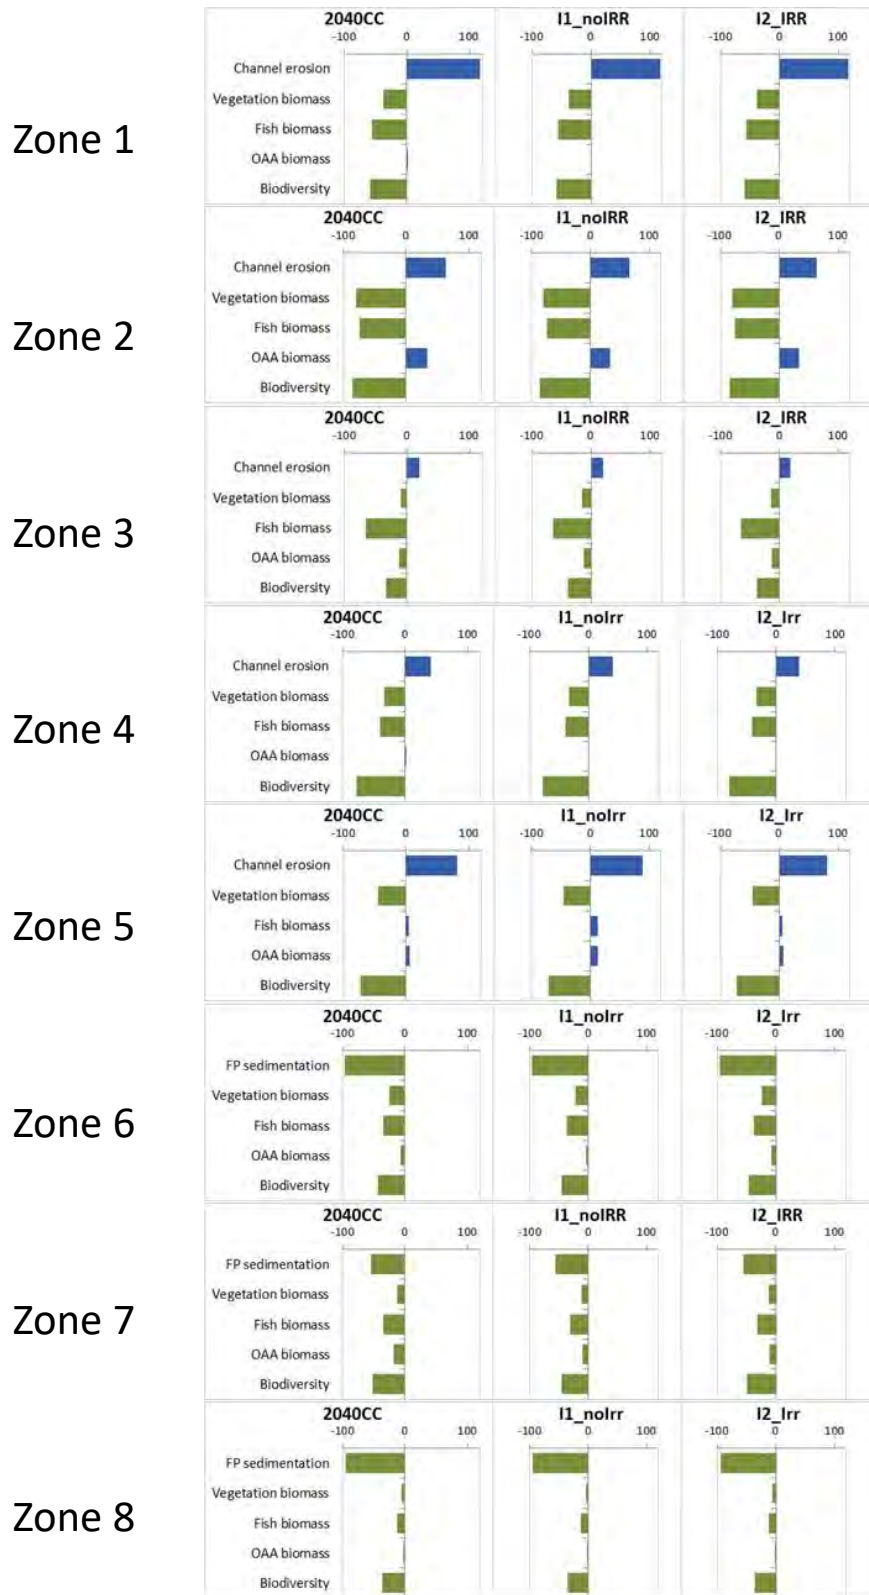 2040CC I1_noIRR I2_IRR
-100 0 100 -100 0 100 -100 0 100
Channel erosion
Vegetation biomass
Zone 1
Fish biomass
OAA biomass
Biodiversity
2040CC I1_noIRR I2_IRR
-100 0 100 -100 0 100 -100 0 100
Channel erosion
Vegetation biomass
Zone 2
Fish biomass
OAA biomass
Biodiversity
2040CC I1_noIRR I2_IRR
-100 0 100 -100 0 100 -100 0 100
Channel erosion
Vegetation biomass
Zone 3
Fish biomass
OAA biomass
Biodiversity
2040CC I1_noIrr I2_Irr
-100 0 100 -100 0 100 -100 0 100
Channel erosion
Vegetation biomass
Zone 4
Fish biomass
OAA biomass
Biodiversity
2040CC I1_noIrr I2_Irr
-100 0 100 -100 0 100 -100 0 100
Channel erosion
Vegetation biomass
Zone 5
Fish biomass
OAA biomass
Biodiversity
2040CC I1_noIrr I2_Irr
-100 0 100 -100 0 100 -100 0 100
FP sedimentation
Vegetation biomass
Zone 6
Fish biomass
OAA biomass
Biodiversity
2040CC I1_noIRR I2_IRR
-100 0 100 -100 0 100 -100 0 100
FP sedimentation
Vegetation biomass
Zone 7
Fish biomass
OAA biomass
Biodiversity
2040CC I1_noIrr I2_Irr
-100 0 100 -100 0 100 -100 0 100
FP sedimentation
Vegetation biomass
Zone 8
Fish biomass
OAA biomass
Biodiversity